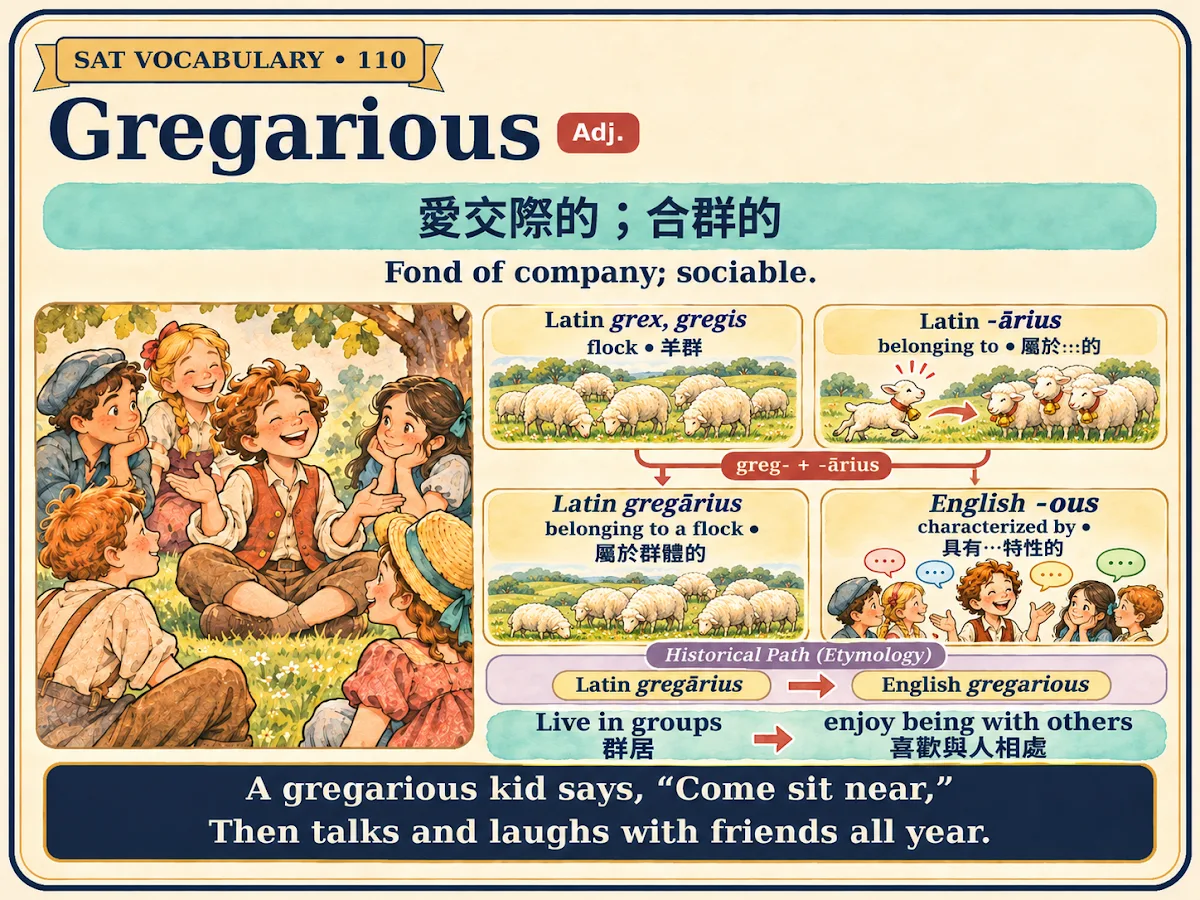 SAT VOCABULARY • 110
Gregarious Adj.
愛交際的；合群的
Fond of company; sociable.
Latin grex, gregis
flock • 羊群
Latin -ārius
belonging to • 屬於…的
greg- + -ārius
Latin gregārius
belonging to a flock •
屬於群體的
English -ous
characterized by •
具有…特性的
Historical Path (Etymology)
Latin gregārius
English gregarious
Live in groups
群居
enjoy being with others
喜歡與人相處
A gregarious kid says, “Come sit near,”
Then talks and laughs with friends all year.